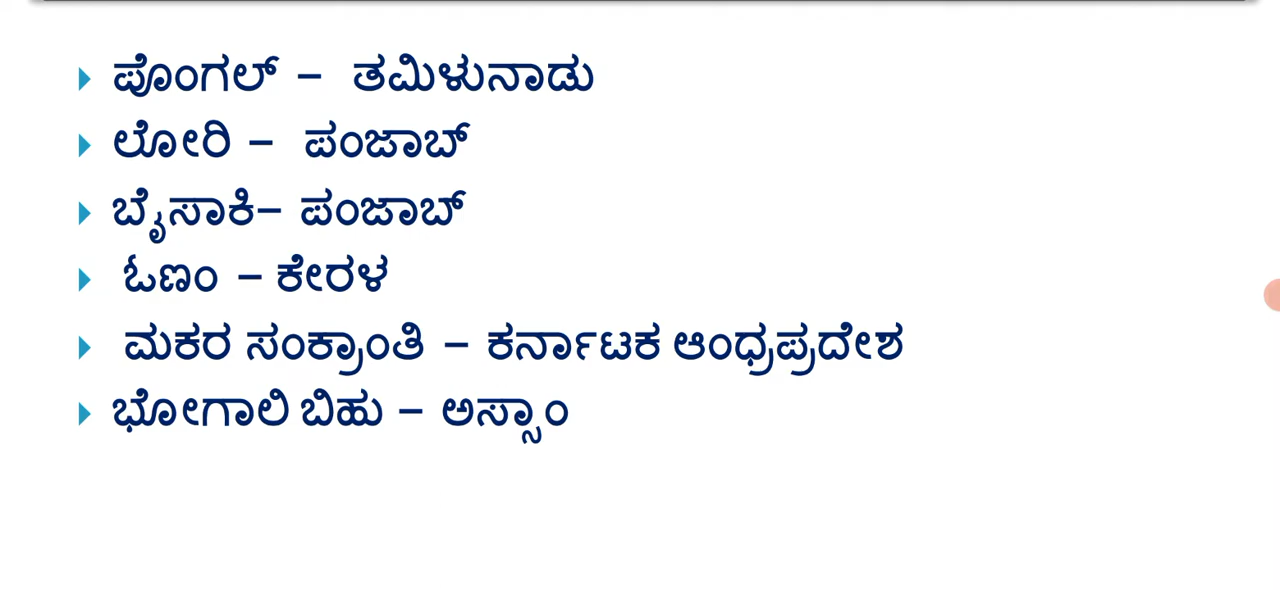 ಪೊಂಗಲ್ – ತಮಿಳುನಾಡು
ಲೋರಿ – ಪಂಜಾಬ್
ಬೈಸಾಕಿ– ಪಂಜಾಬ್
ಓಣಂ – ಕೇರಳ
ಮಕರ ಸಂಕ್ರಾಂತಿ – ಕರ್ನಾಟಕ ಆಂಧ್ರಪ್ರದೇಶ
ಭೋಗಾಲಿ ಬಿಹು – ಅಸ್ಸಾಂ